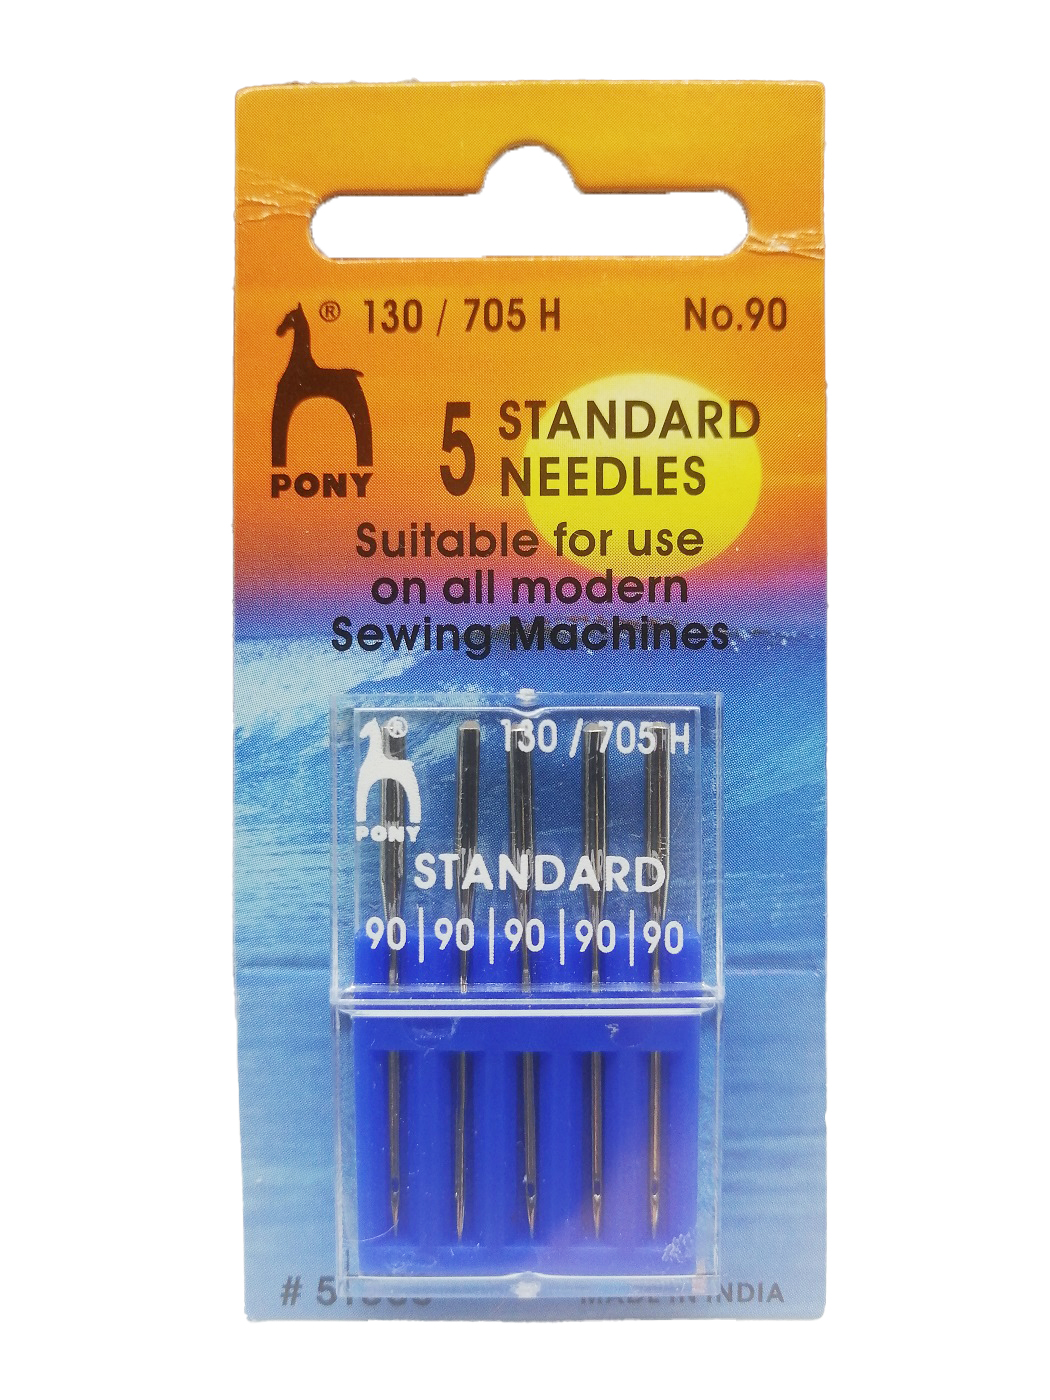 ® 130 / 705 H No.90
PONY
5 STANDARD
NEEDLES
Suitable for use
on all modern
Sewing Machines
® 130 / 705 H
PONY
STANDARD
90 | 90 | 90 | 90 | 90
MADE IN INDIA